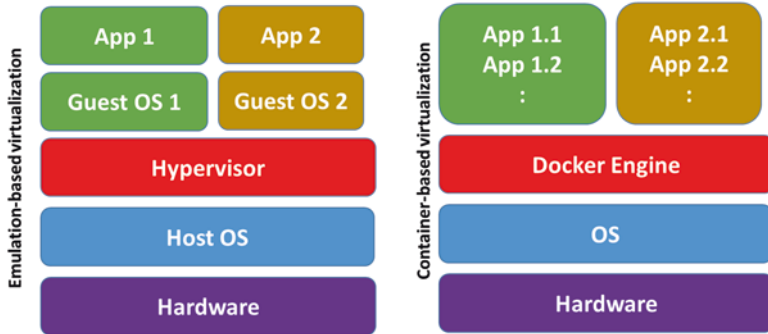 Emulation-based virtualization
App 1
App 2
Guest OS 1
Guest OS 2
Hypervisor
Host OS
Hardware
Container-based virtualization
App 1.1
App 1.2
:
App 2.1
App 2.2
:
Docker Engine
OS
Hardware